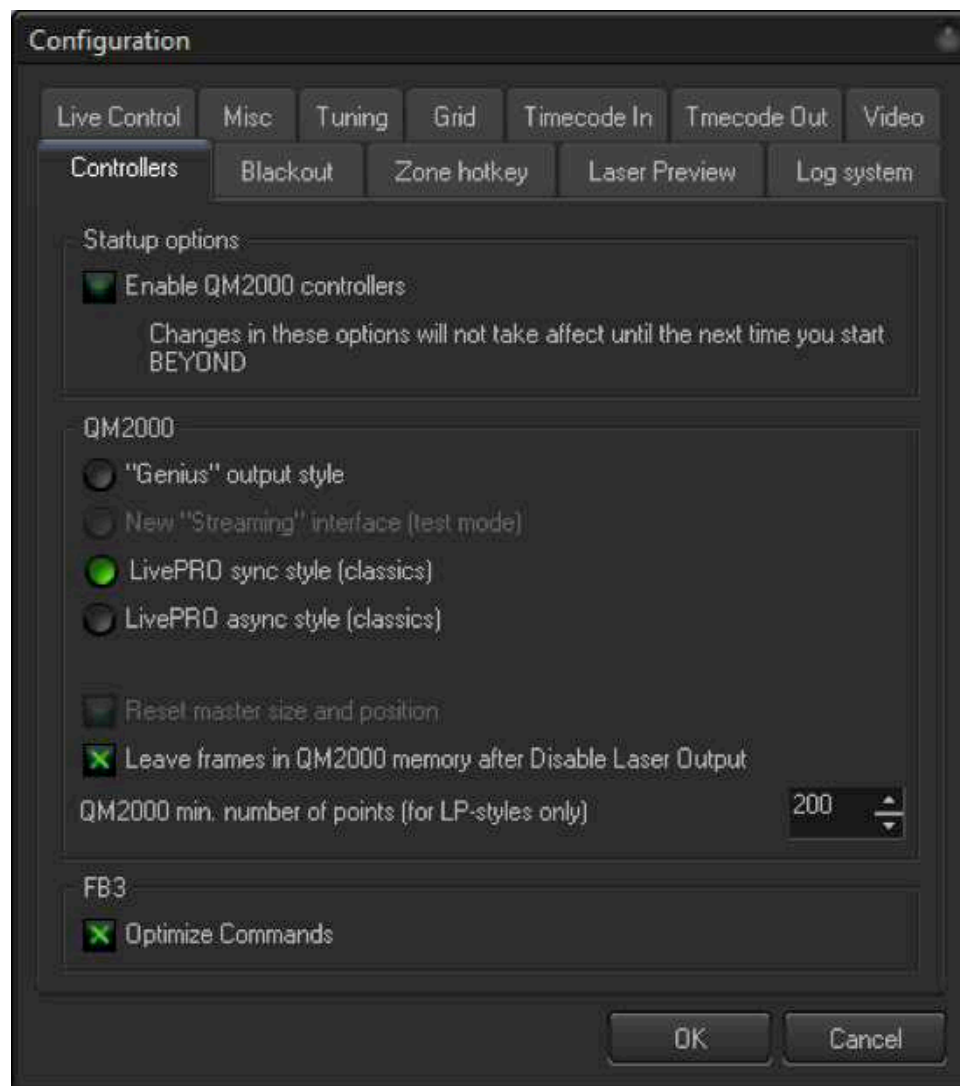 Configuration
Live Control Misc Tuning Grid Timecode In Tmecode Out Video
Controllers Blackout Zone hotkey Laser Preview Log system
Startup options
Enable QM2000 controllers
Changes in these options will not take affect until the next time you start
BEYOND
QM2000
"Genius" output style
New "Streaming" interface (test mode)
LivePRO sync style (classics)
LivePRO async style (classics)
Reset master size and position
Leave frames in QM2000 memory after Disable Laser Output
QM2000 min. number of points (for LP-styles only) 200
FB3
Optimize Commands
OK Cancel